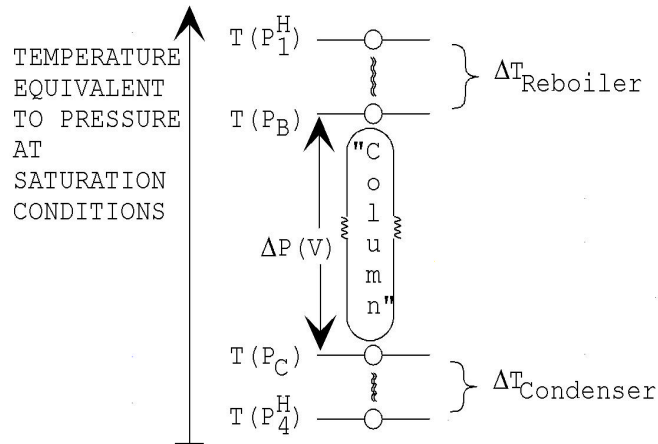 TEMPERATURE
EQUIVALENT
TO PRESSURE
AT
SATURATION
CONDITIONS
T(P₁ᴴ)
ΔT_Reboiler
T(P_B)
"Column"
ΔP(V)
T(P_C)
ΔT_Condenser
T(P₄ᴴ)